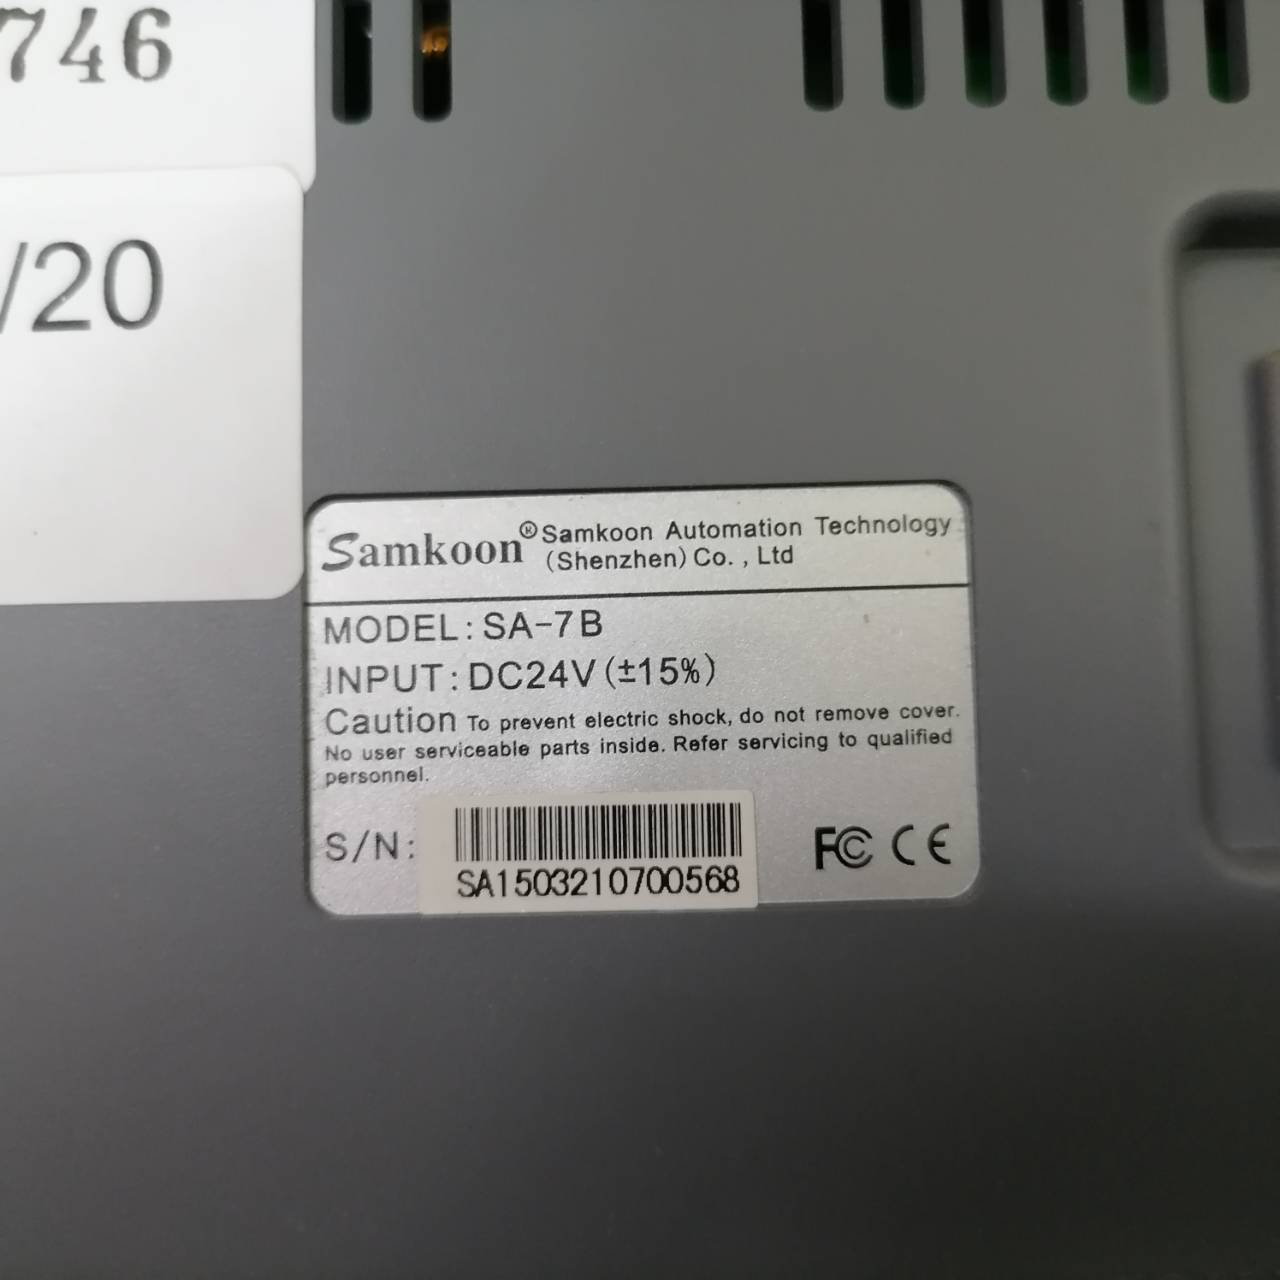 746
/20
Samkoon® Samkoon Automation Technology
(Shenzhen) Co., Ltd
MODEL: SA-7B
INPUT: DC24V (±15%)
Caution To prevent electric shock, do not remove cover.
No user serviceable parts inside. Refer servicing to qualified
personnel.
S/N:
SA1503210700568
FC CE